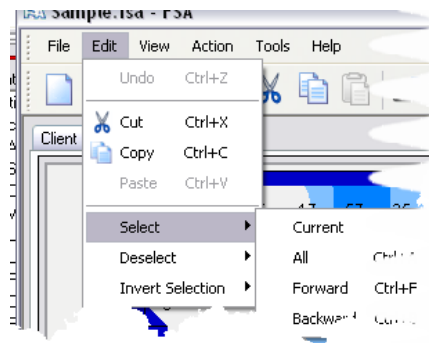 Sample.fsa - FSA
File Edit View Action Tools Help
Undo Ctrl+Z
Cut Ctrl+X
Copy Ctrl+C
Paste Ctrl+V
Client
Select Current
Deselect All
Invert Selection Forward Ctrl+F
Backward